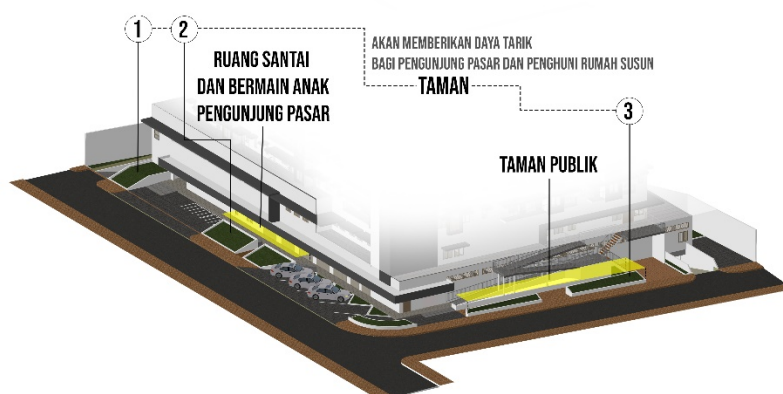 1
2
AKAN MEMBERIKAN DAYA TARIK
BAGI PENGUNJUNG PASAR DAN PENGHUNI RUMAH SUSUN
TAMAN
3
RUANG SANTAI
DAN BERMAIN ANAK
PENGUNJUNG PASAR
TAMAN PUBLIK